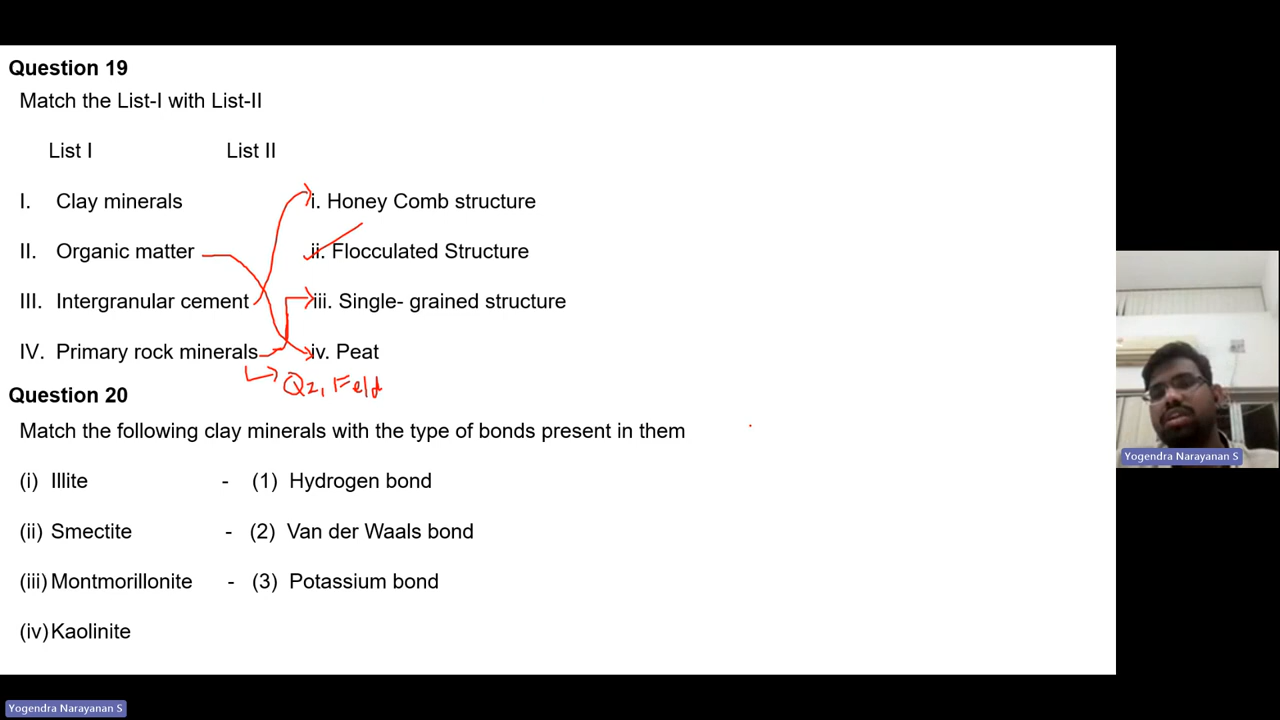 Question 19
Match the List-I with List-II
List I List II
I. Clay minerals i. Honey Comb structure
II. Organic matter ii. Flocculated Structure
III. Intergranular cement iii. Single- grained structure
IV. Primary rock minerals iv. Peat
Qz, Feld
Question 20
Match the following clay minerals with the type of bonds present in them
(i) Illite - (1) Hydrogen bond
(ii) Smectite - (2) Van der Waals bond
(iii) Montmorillonite - (3) Potassium bond
(iv) Kaolinite
Yogendra Narayanan S
Yogendra Narayanan S